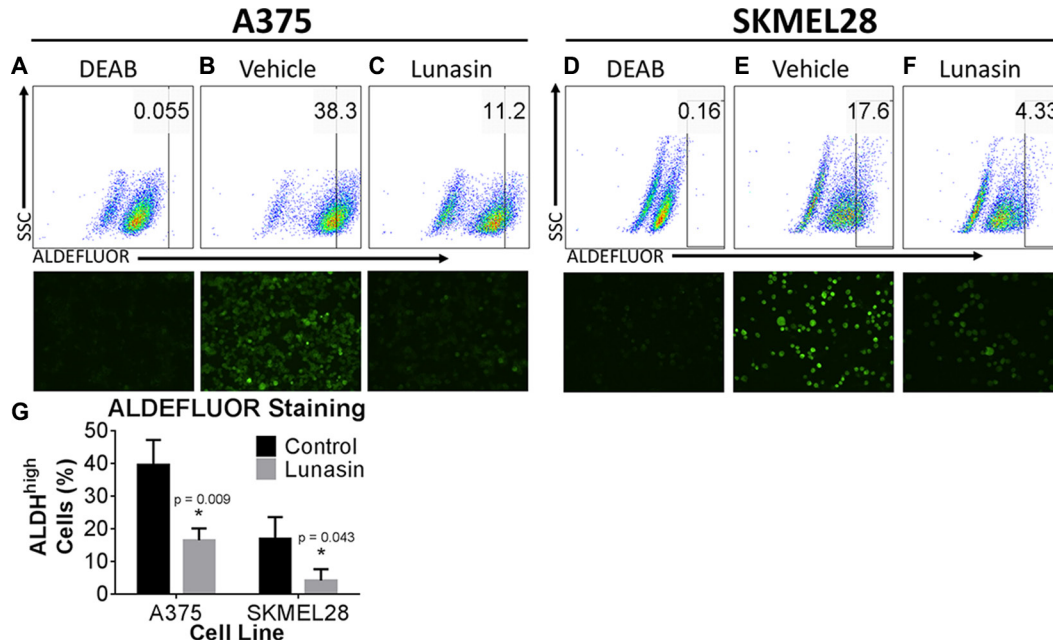 A375
SKMEL28
A DEAB
B Vehicle
C Lunasin
D DEAB
E Vehicle
F Lunasin
0.055
38.3
11.2
0.16
17.6
4.33
SSC
SSC
ALDEFLUOR
ALDEFLUOR
G ALDEFLUOR Staining
ALDHhigh
Cells (%)
50
40
30
20
10
0
Control
Lunasin
p = 0.009
*
p = 0.043
*
A375
SKMEL28
Cell Line